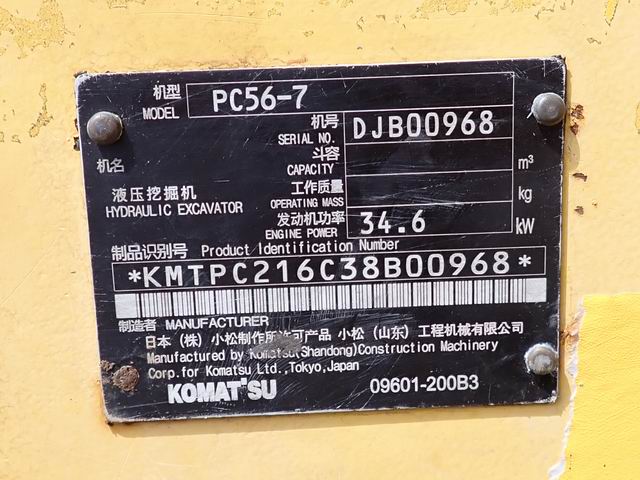 机型 MODEL PC56-7
机号 SERIAL NO. DJB00968
机名 斗容 CAPACITY m³
液压挖掘机 工作质量 kg
HYDRAULIC EXCAVATOR OPERATING MASS
发动机功率 ENGINE POWER 34.6 kW
制品识别号 Product Identification Number
*KMTPC216C38B00968*
制造者 MANUFACTURER
日本（株）小松制作所许可产品 小松（山东）工程机械有限公司
Manufactured by Komatsu(Shandong)Construction Machinery
Corp.for Komatsu Ltd.,Tokyo,Japan
KOMATSU 09601-200B3